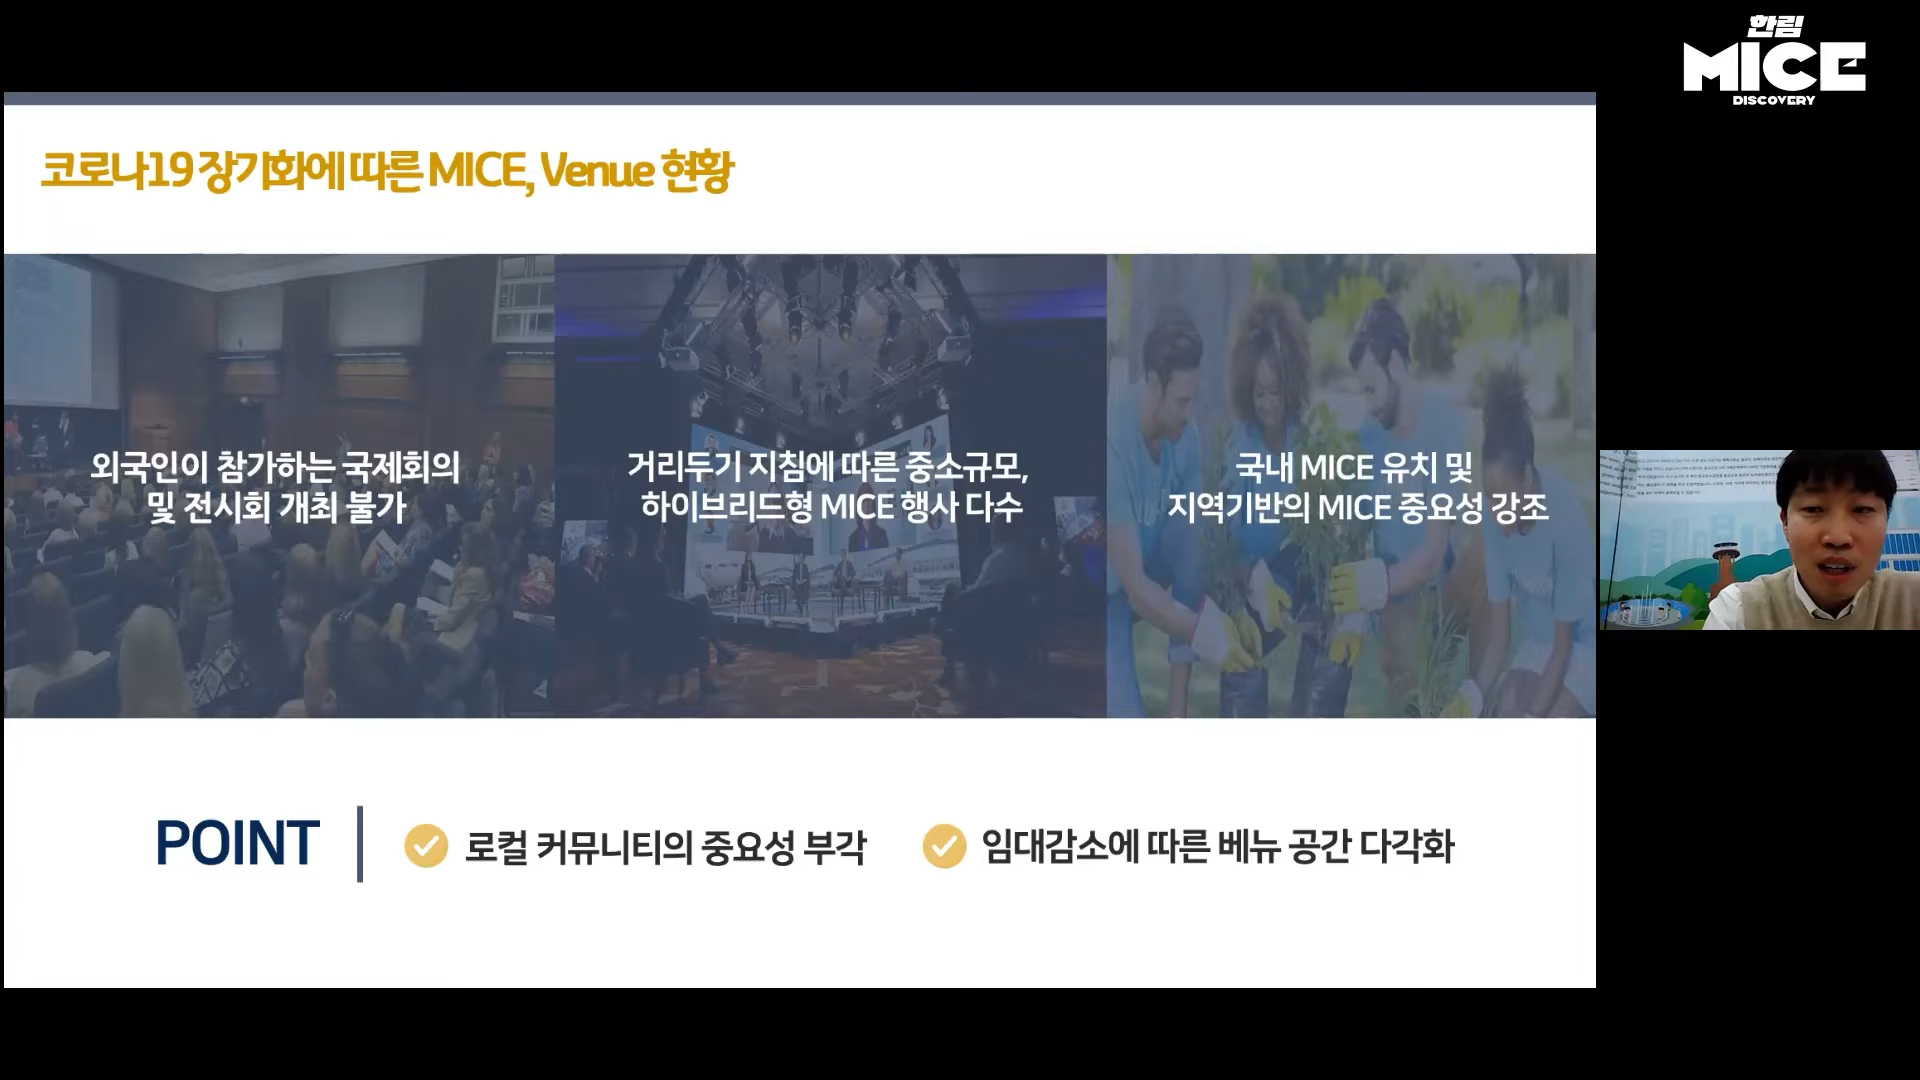 한림
MICE
DISCOVERY
코로나19 장기화에 따른 MICE, Venue 현황
외국인이 참가하는 국제회의
및 전시회 개최 불가
거리두기 지침에 따른 중소규모,
하이브리드형 MICE 행사 다수
국내 MICE 유치 및
지역기반의 MICE 중요성 강조
POINT
로컬 커뮤니티의 중요성 부각
임대감소에 따른 베뉴 공간 다각화